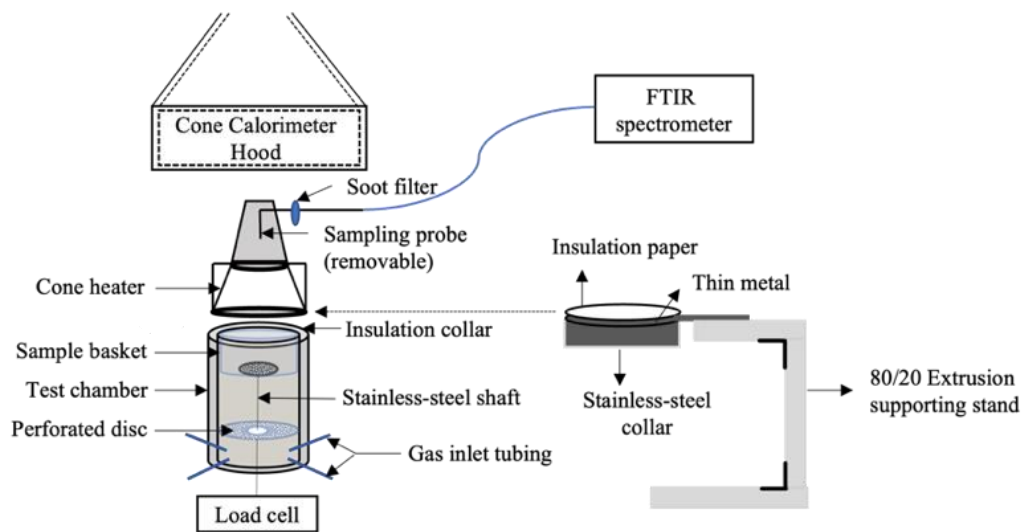 Cone Calorimeter
Hood
FTIR
spectrometer
Soot filter
Sampling probe
(removable)
Insulation paper
Thin metal
Cone heater
Insulation collar
Sample basket
Test chamber
Stainless-steel shaft
Stainless-steel
collar
80/20 Extrusion
supporting stand
Perforated disc
Gas inlet tubing
Load cell